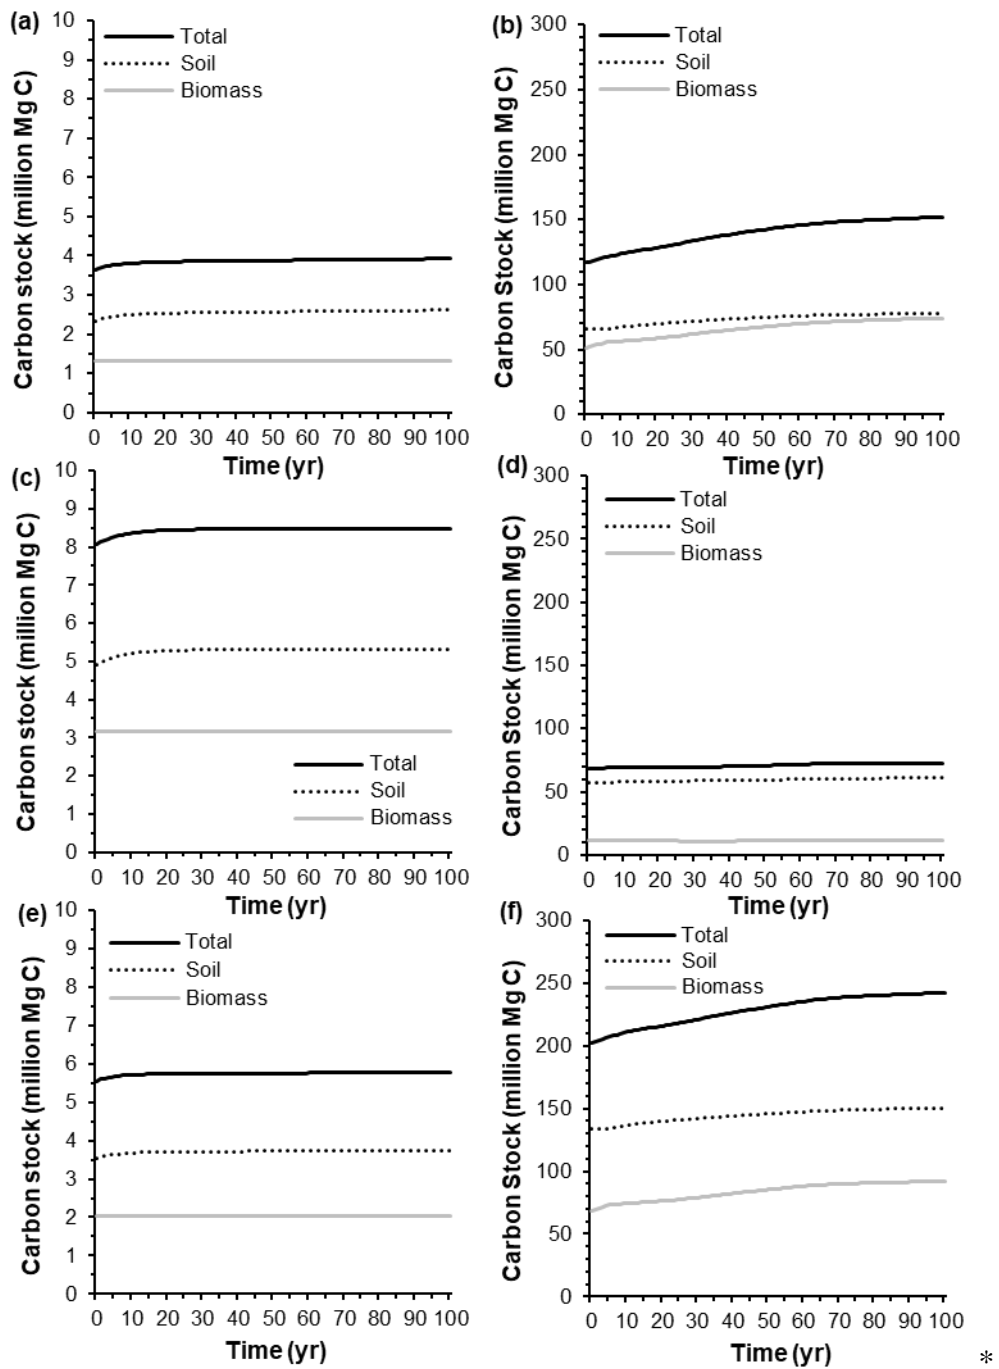 (a)
Carbon stock (million Mg C)
10
9
8
7
6
5
4
3
2
1
0
Total
Soil
Biomass
0 10 20 30 40 50 60 70 80 90 100
Time (yr)
(b)
Carbon Stock (million Mg C)
300
250
200
150
100
50
0
Total
Soil
Biomass
0 10 20 30 40 50 60 70 80 90 100
Time (yr)
(c)
Carbon stock (million Mg C)
10
9
8
7
6
5
4
3
2
1
0
Total
Soil
Biomass
0 10 20 30 40 50 60 70 80 90 100
Time (yr)
(d)
Carbon Stock (million Mg C)
300
250
200
150
100
50
0
Total
Soil
Biomass
0 10 20 30 40 50 60 70 80 90 100
Time (yr)
(e)
Carbon stock (million Mg C)
10
9
8
7
6
5
4
3
2
1
0
Total
Soil
Biomass
0 10 20 30 40 50 60 70 80 90 100
Time (yr)
(f)
Carbon Stock (million Mg C)
300
250
200
150
100
50
0
Total
Soil
Biomass
0 10 20 30 40 50 60 70 80 90 100
Time (yr)
*